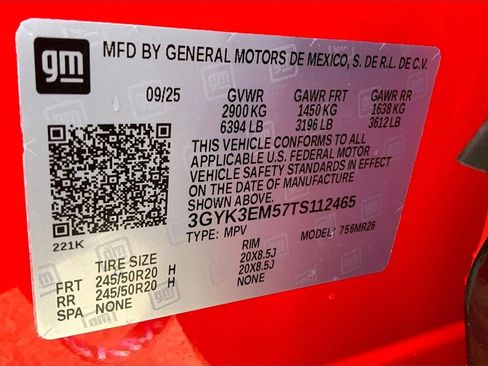 gm
MFD BY GENERAL MOTORS DE MEXICO, S. DE R.L. DE C.V.
09/25 GVWR GAWR FRT GAWR RR
2900 KG 1450 KG 1638 KG
6394 LB 3196 LB 3612 LB
THIS VEHICLE CONFORMS TO ALL
APPLICABLE U.S. FEDERAL MOTOR
VEHICLE SAFETY STANDARDS IN EFFECT
ON THE DATE OF MANUFACTURE
SHOWN ABOVE.
3GYK3EM57TS112465
221K TYPE: MPV MODEL: 756MR26
TIRE SIZE RIM
FRT 245/50R20 H 20X8.5J
RR 245/50R20 H 20X8.5J
SPA NONE NONE